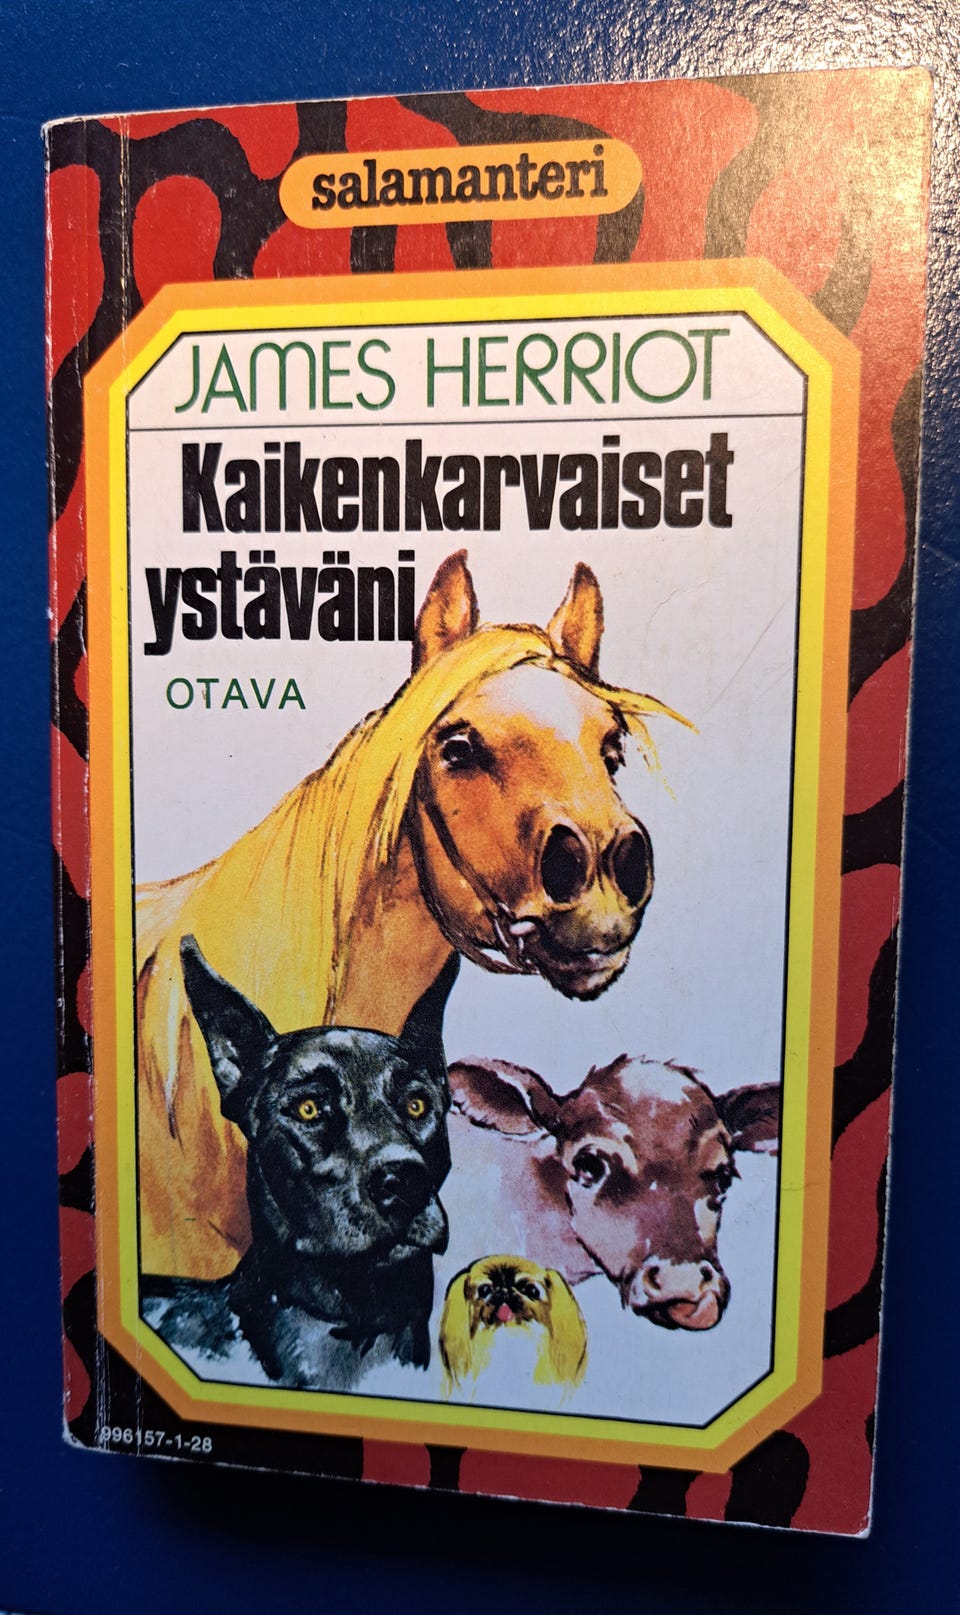 salamanteri
JAMES HERRIOT
Kaikenkarvaiset
ystäväni
OTAVA
996157-1-28